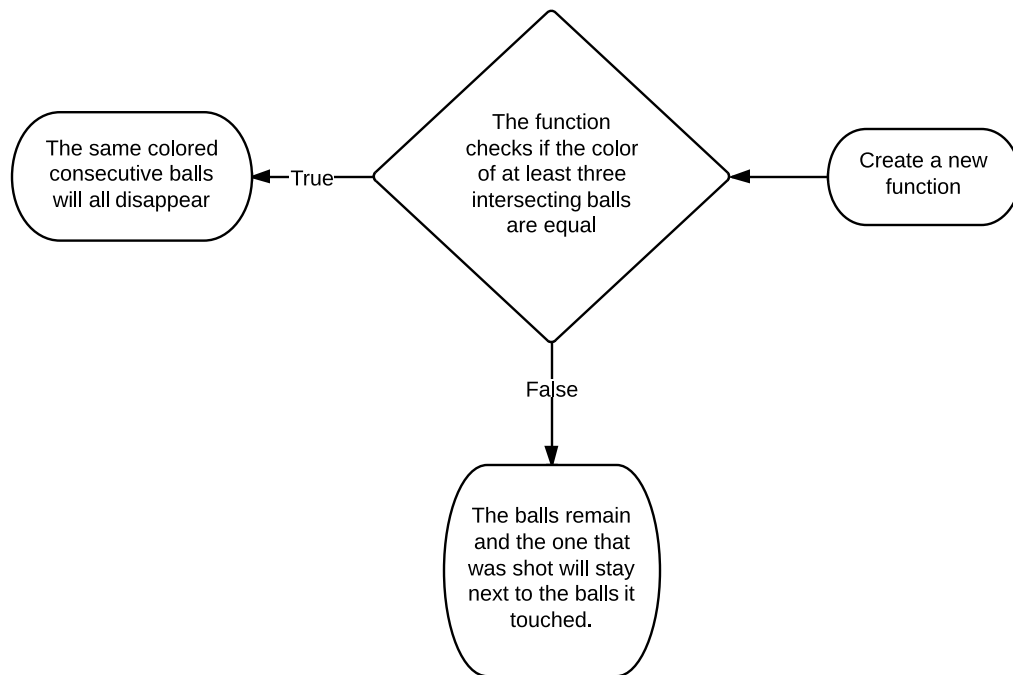 The function
checks if the color
of at least three
intersecting balls
are equal
The same colored
consecutive balls
will all disappear
Create a new
function
True
False
The balls remain
and the one that
was shot will stay
next to the balls it
touched.